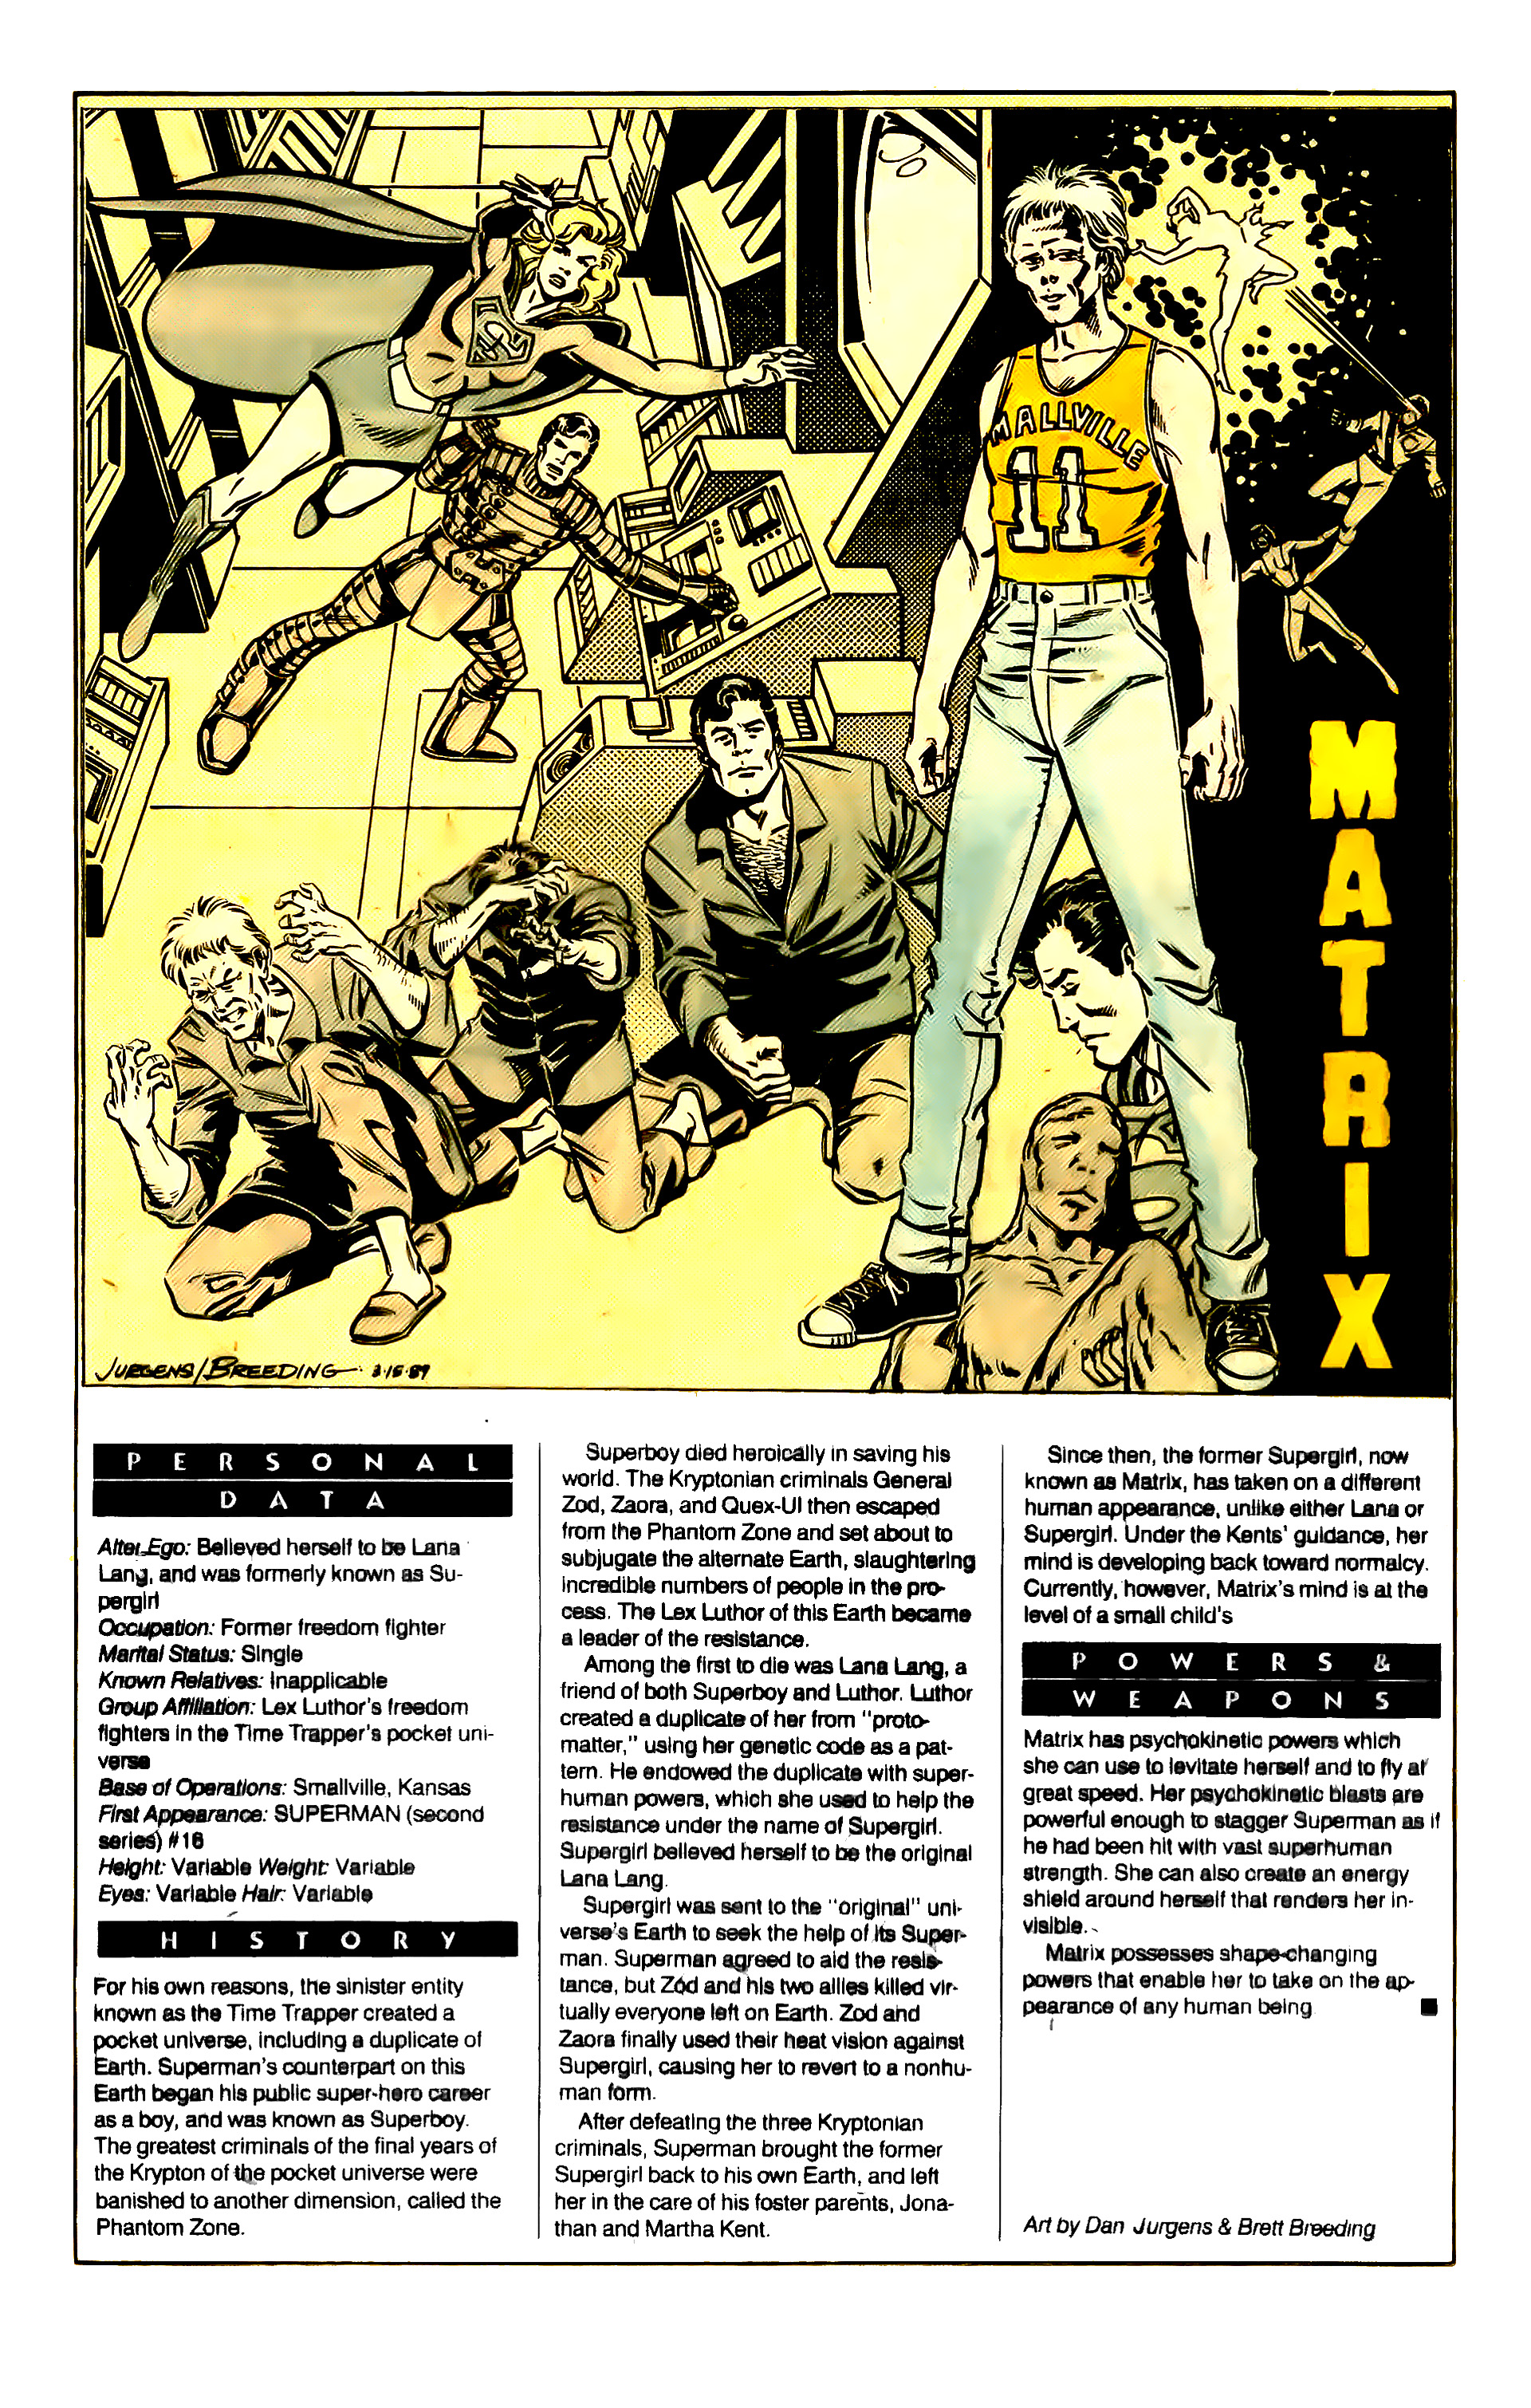 MALLVILLE
11
MATRIX
JURGENS/BREEDING 3·15·89
PERSONAL
DATA
Alter Ego: Believed herself to be Lana
Lang, and was formerly known as Su-
pergirl
Occupation: Former freedom fighter
Marital Status: Single
Known Relatives: Inapplicable
Group Affiliation: Lex Luthor's freedom
fighters in the Time Trapper's pocket uni-
verse
Base of Operations: Smallville, Kansas
First Appearance: SUPERMAN (second
series) #16
Height: Variable Weight: Variable
Eyes: Variable Hair: Variable
HISTORY
For his own reasons, the sinister entity
known as the Time Trapper created a
pocket universe, including a duplicate of
Earth. Superman's counterpart on this
Earth began his public super-hero career
as a boy, and was known as Superboy.
The greatest criminals of the final years of
the Krypton of the pocket universe were
banished to another dimension, called the
Phantom Zone.
Superboy died heroically in saving his
world. The Kryptonian criminals General
Zod, Zaora, and Quex-Ul then escaped
from the Phantom Zone and set about to
subjugate the alternate Earth, slaughtering
incredible numbers of people in the pro-
cess. The Lex Luthor of this Earth became
a leader of the resistance.
Among the first to die was Lana Lang, a
friend of both Superboy and Luthor. Luthor
created a duplicate of her from "proto-
matter," using her genetic code as a pat-
tern. He endowed the duplicate with super-
human powers, which she used to help the
resistance under the name of Supergirl.
Supergirl believed herself to be the original
Lana Lang.
Supergirl was sent to the "original" uni-
verse's Earth to seek the help of its Super-
man. Superman agreed to aid the resis-
tance, but Zod and his two allies killed vir-
tually everyone left on Earth. Zod and
Zaora finally used their heat vision against
Supergirl, causing her to revert to a nonhu-
man form.
After defeating the three Kryptonian
criminals, Superman brought the former
Supergirl back to his own Earth, and left
her in the care of his foster parents, Jona-
than and Martha Kent.
Since then, the former Supergirl, now
known as Matrix, has taken on a different
human appearance, unlike either Lana or
Supergirl. Under the Kents' guidance, her
mind is developing back toward normalcy.
Currently, however, Matrix's mind is at the
level of a small child's
POWERS &
WEAPONS
Matrix has psychokinetic powers which
she can use to levitate herself and to fly at
great speed. Her psychokinetic blasts are
powerful enough to stagger Superman as if
he had been hit with vast superhuman
strength. She can also create an energy
shield around herself that renders her in-
visible.
Matrix possesses shape-changing
powers that enable her to take on the ap-
pearance of any human being
Art by Dan Jurgens & Brett Breeding